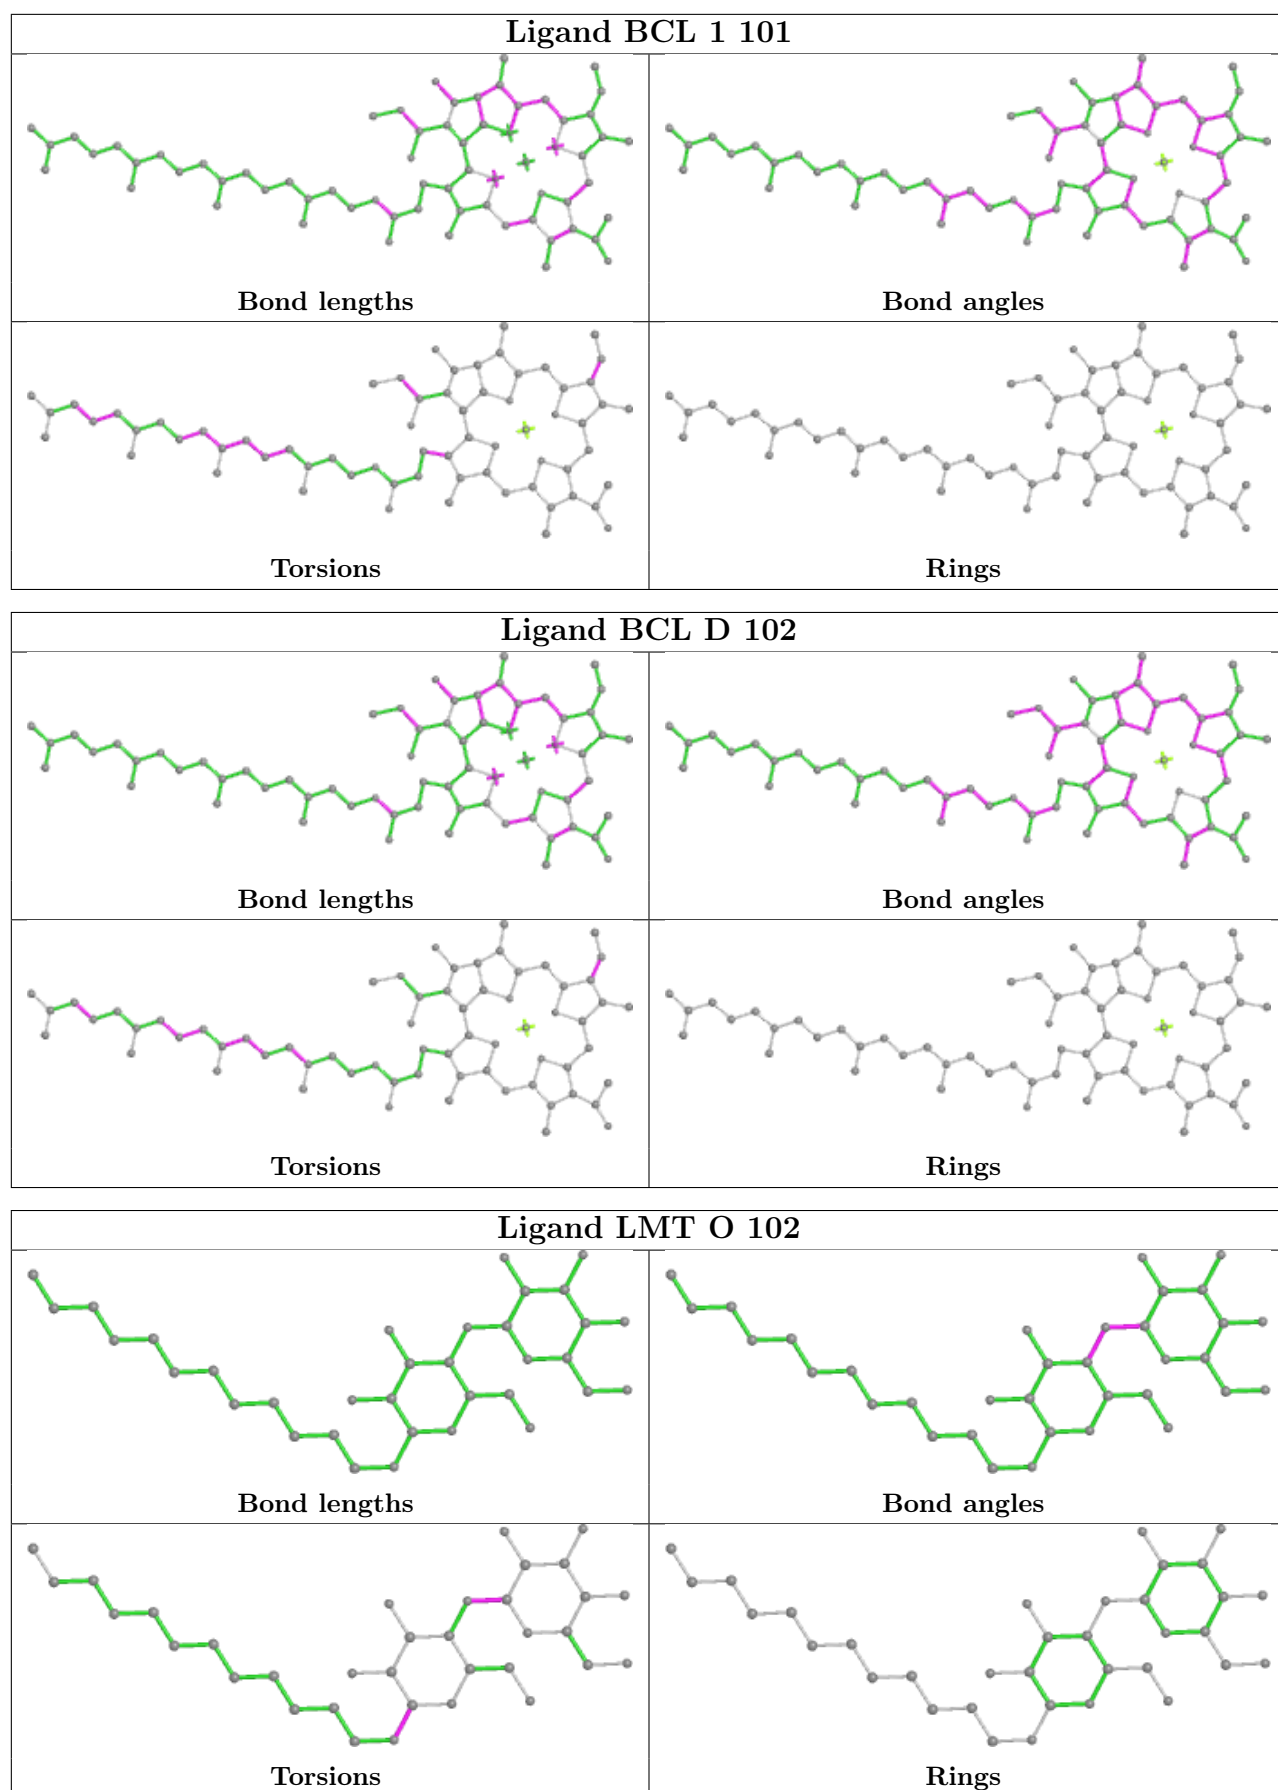 Ligand BCL 1 101
Bond lengths
Bond angles
Torsions
Rings
Ligand BCL D 102
Bond lengths
Bond angles
Torsions
Rings
Ligand LMT O 102
Bond lengths
Bond angles
Torsions
Rings